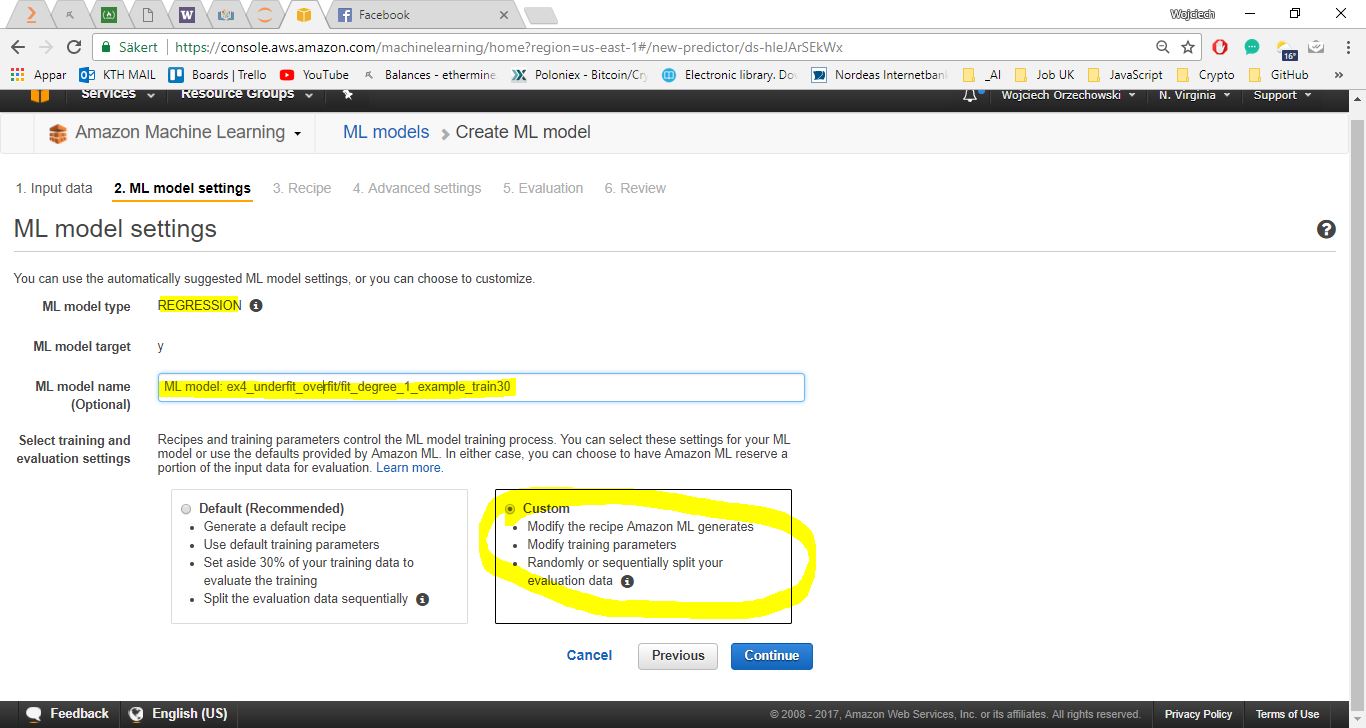 Facebook
Wojciech
Säkert
https://console.aws.amazon.com/machinelearning/home?region=us-east-1#/new-predictor/ds-hIeJArSEkWx
Appar
KTH MAIL
Boards | Trello
YouTube
Balances - ethermine
Poloniex - Bitcoin/Cry
Electronic library. Do
Nordeas Internetbank
_AI
Job UK
JavaScript
Crypto
GitHub
16°
Services
Resource Groups
Wojciech Orzechowski
N. Virginia
Support
Amazon Machine Learning
ML models
Create ML model
1. Input data
2. ML model settings
3. Recipe
4. Advanced settings
5. Evaluation
6. Review
ML model settings
You can use the automatically suggested ML model settings, or you can choose to customize.
ML model type
REGRESSION
ML model target
y
ML model name
(Optional)
ML model: ex4_underfit_overfit/fit_degree_1_example_train30
Select training and
evaluation settings
Recipes and training parameters control the ML model training process. You can select these settings for your ML
model or use the defaults provided by Amazon ML. In either case, you can choose to have Amazon ML reserve a
portion of the input data for evaluation. Learn more.
Default (Recommended)
• Generate a default recipe
• Use default training parameters
• Set aside 30% of your training data to
evaluate the training
• Split the evaluation data sequentially
Custom
• Modify the recipe Amazon ML generates
• Modify training parameters
• Randomly or sequentially split your
evaluation data
Cancel
Previous
Continue
Feedback
English (US)
© 2008 - 2017, Amazon Web Services, Inc. or its affiliates. All rights reserved.
Privacy Policy
Terms of Use